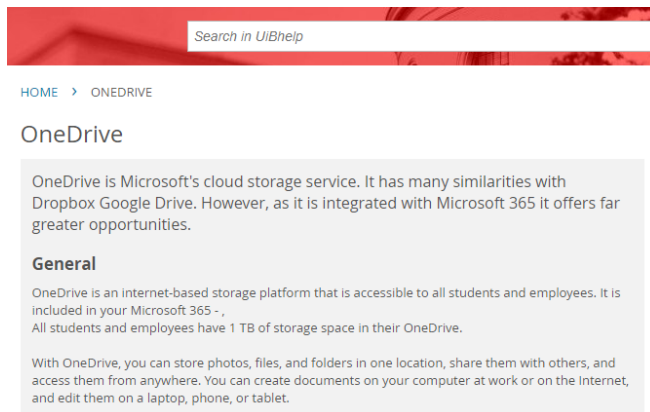 Search in UiBhelp
HOME > ONEDRIVE
OneDrive
OneDrive is Microsoft's cloud storage service. It has many similarities with
Dropbox Google Drive. However, as it is integrated with Microsoft 365 it offers far
greater opportunities.
General
OneDrive is an internet-based storage platform that is accessible to all students and employees. It is
included in your Microsoft 365 - ,
All students and employees have 1 TB of storage space in their OneDrive.
With OneDrive, you can store photos, files, and folders in one location, share them with others, and
access them from anywhere. You can create documents on your computer at work or on the Internet,
and edit them on a laptop, phone, or tablet.